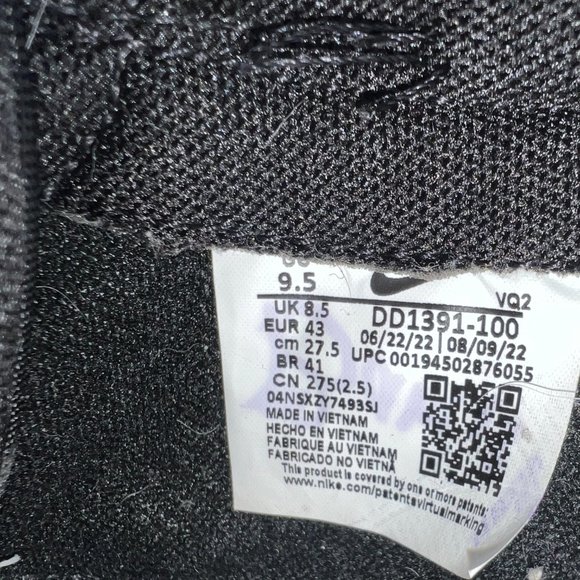 9.5
VQ2
UK 8.5
EUR 43
cm 27.5
BR 41
CN 275(2.5)
DD1391-100
06/22/22 | 08/09/22
UPC 00194502876055
04NSXZY7493SJ
MADE IN VIETNAM
HECHO EN VIETNAM
FABRIQUE AU VIETNAM
FABRICADO NO VIETNÃ
This product is covered by one or more patents:
www.nike.com/patentsvirtualmarking